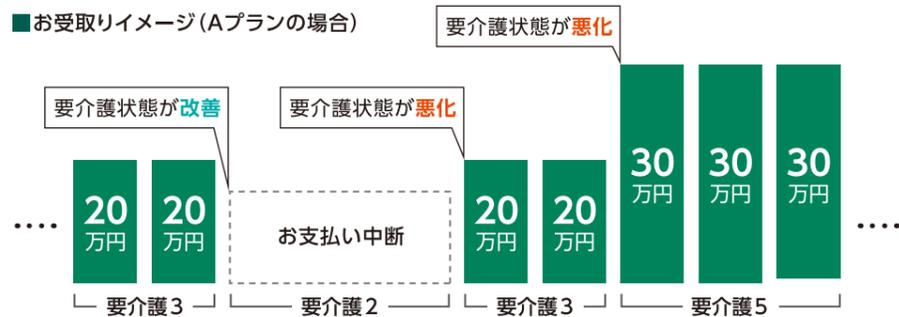 ■お受取りイメージ（Aプランの場合）
要介護状態が悪化
要介護状態が改善
要介護状態が悪化
20
万円
20
万円
お支払い中断
20
万円
20
万円
30
万円
30
万円
30
万円
‥‥
‥‥
要介護3
要介護2
要介護3
要介護5